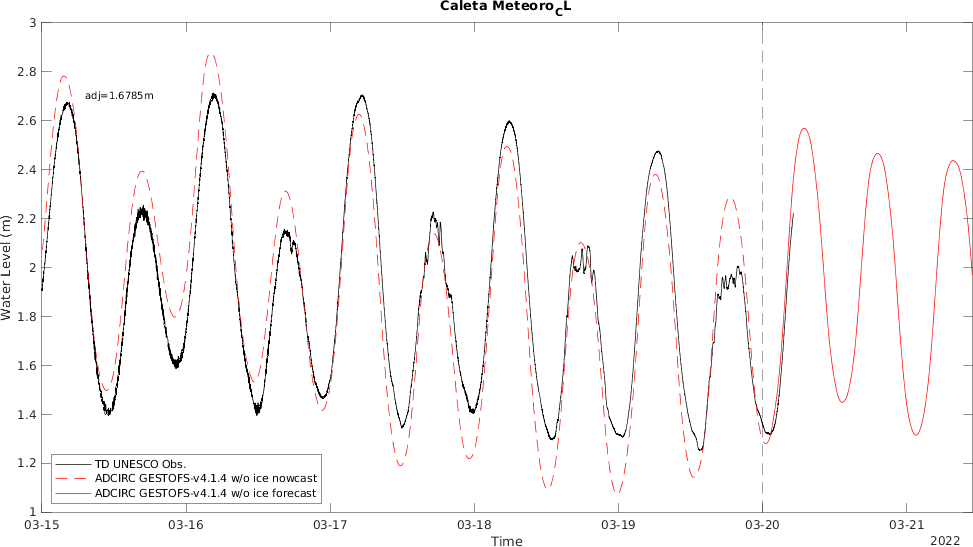 Caleta Meteoro_CL
3
2.8
adj=1.6785m
2.6
2.4
2.2
2
1.8
1.6
1.4
1.2
1
Water Level (m)
TD UNESCO Obs.
ADCIRC GESTOFS-v4.1.4 w/o ice nowcast
ADCIRC GESTOFS-v4.1.4 w/o ice forecast
03-15 03-16 03-17 03-18 03-19 03-20 03-21
Time
2022